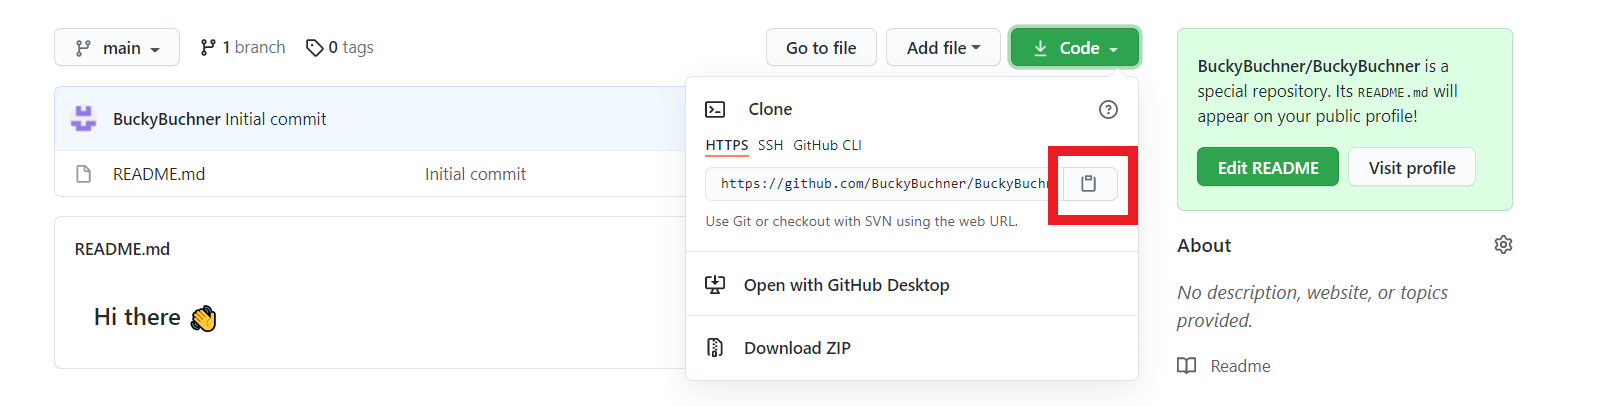 main
1 branch
0 tags
Go to file
Add file
Code
BuckyBuchner Initial commit
README.md Initial commit
README.md
Hi there 👋
Clone
HTTPS SSH GitHub CLI
https://github.com/BuckyBuchner/BuckyBuchn
Use Git or checkout with SVN using the web URL.
Open with GitHub Desktop
Download ZIP
BuckyBuchner/BuckyBuchner is a
special repository. Its README.md will
appear on your public profile!
Edit README
Visit profile
About
No description, website, or topics
provided.
Readme